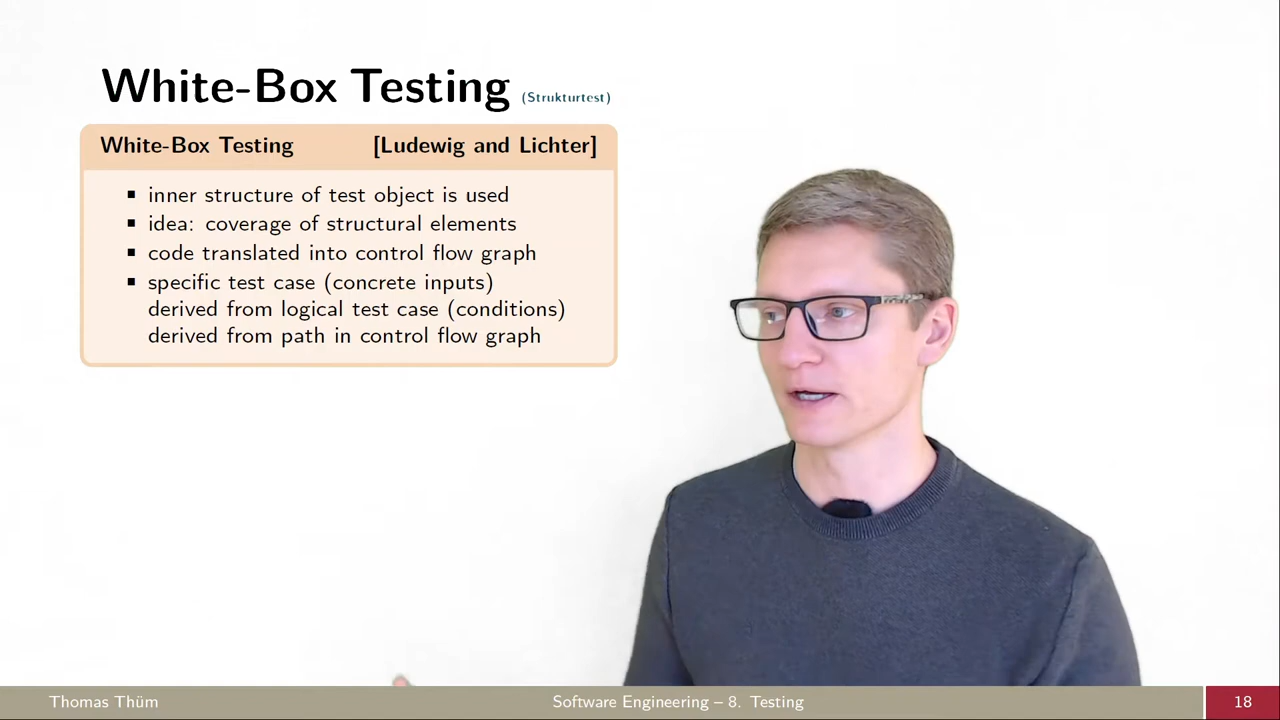 White-Box Testing (Strukturtest)
White-Box Testing [Ludewig and Lichter]
▪ inner structure of test object is used
▪ idea: coverage of structural elements
▪ code translated into control flow graph
▪ specific test case (concrete inputs)
derived from logical test case (conditions)
derived from path in control flow graph
Thomas Thüm Software Engineering – 8. Testing 18